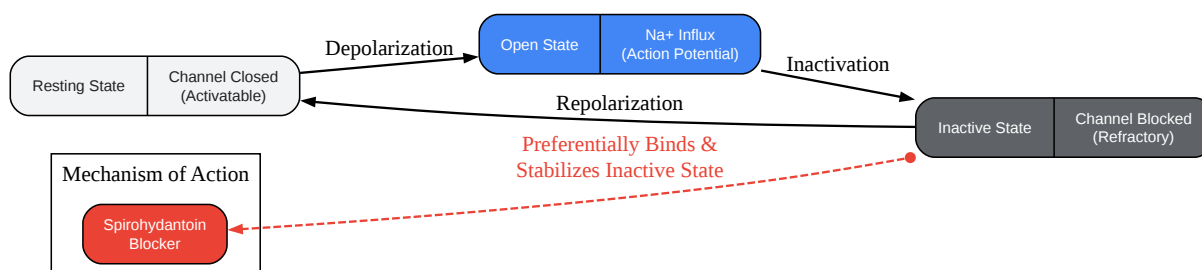 Resting State
Channel Closed
(Activatable)
Depolarization
Open State
Na+ Influx
(Action Potential)
Inactivation
Inactive State
Channel Blocked
(Refractory)
Repolarization
Preferentially Binds &
Stabilizes Inactive State
Mechanism of Action
Spirohydantoin
Blocker